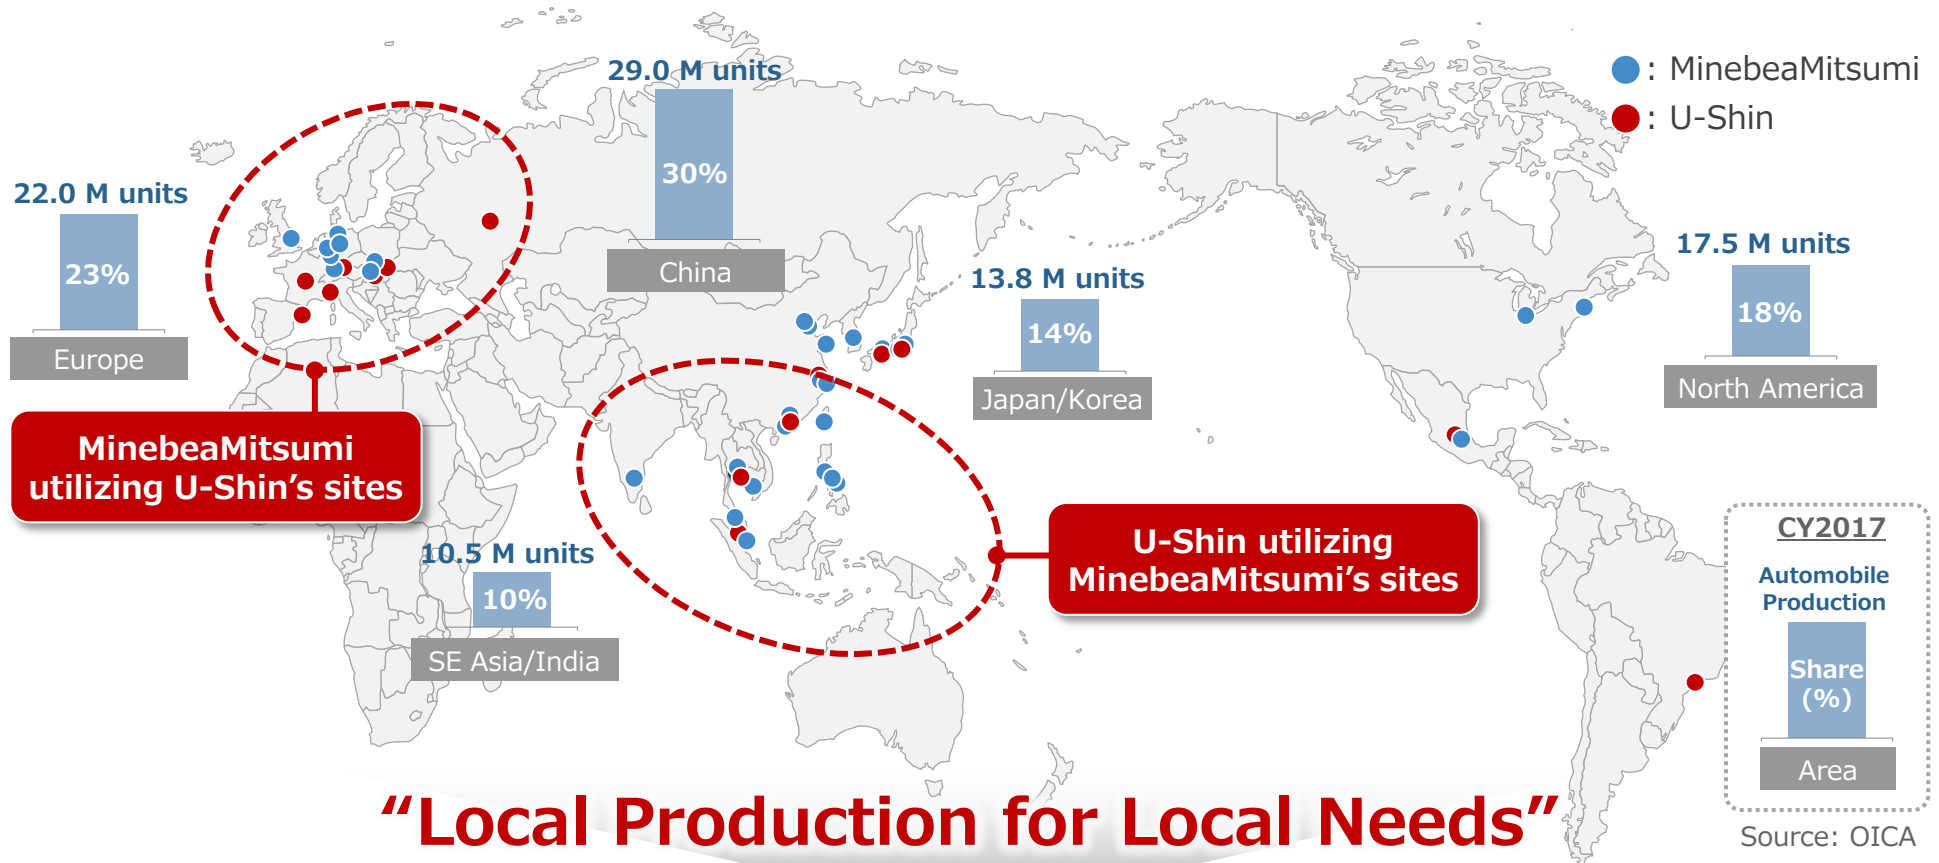 29.0 M units
30%
China
: MinebeaMitsumi
: U-Shin
22.0 M units
23%
Europe
13.8 M units
14%
Japan/Korea
17.5 M units
18%
North America
MinebeaMitsumi
utilizing U-Shin’s sites
10.5 M units
10%
SE Asia/India
U-Shin utilizing
MinebeaMitsumi’s sites
CY2017
Automobile
Production
Share
(%)
Area
“Local Production for Local Needs”
Source: OICA